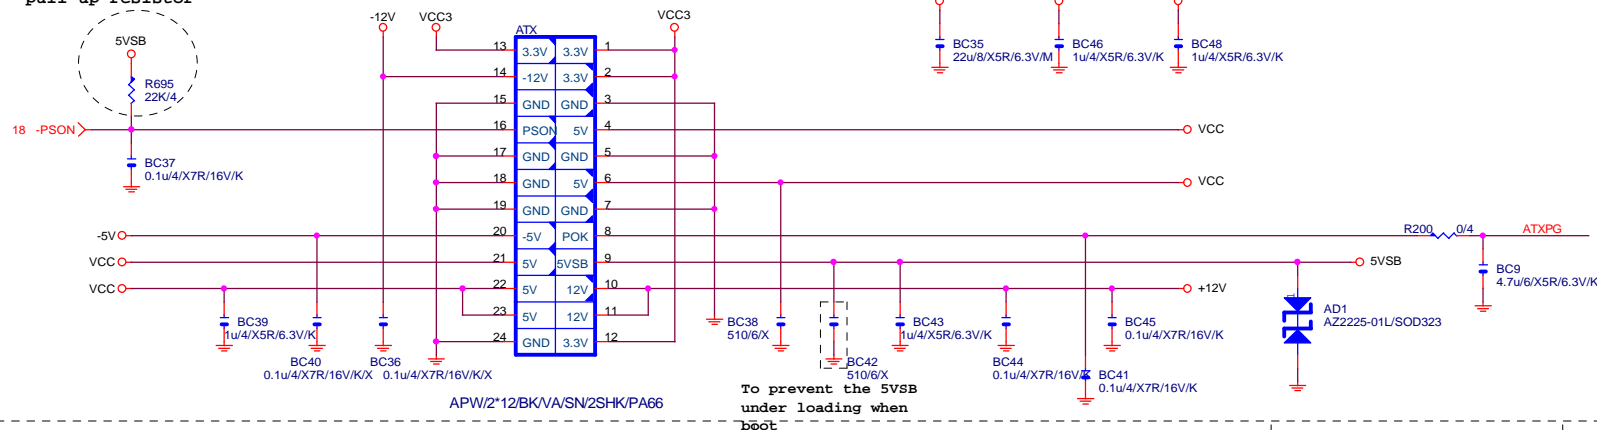 pull-up resistor
5VSB
R695
22K/4
18 -PSON
BC37
0.1u/4/X7R/16V/K
-12V
VCC3
ATX
VCC3
13 3.3V 3.3V 1
14 -12V 3.3V 2
15 GND GND 3
16 PSON 5V 4
17 GND GND 5
18 GND 5V 6
19 GND GND 7
20 -5V POK 8
21 5V 5VSB 9
22 5V 12V 10
23 5V 12V 11
24 GND 3.3V 12
-5V
VCC
VCC
BC39
1u/4/X5R/6.3V/K
BC40
0.1u/4/X7R/16V/K/X
BC36
0.1u/4/X7R/16V/K/X
APW/2*12/BK/VA/SN/2SHK/PA66
BC35
22u/8/X5R/6.3V/M
BC46
1u/4/X5R/6.3V/K
BC48
1u/4/X5R/6.3V/K
VCC
VCC
R200 0/4 ATXPG
5VSB
BC9
4.7u/6/X5R/6.3V/K
+12V
BC38
510/6/X
BC42
510/6/X
BC43
1u/4/X5R/6.3V/K
BC44
0.1u/4/X7R/16V/K
BC45
0.1u/4/X7R/16V/K
BC41
0.1u/4/X7R/16V/K
AD1
AZ2225-01L/SOD323
To prevent the 5VSB
under loading when
boot